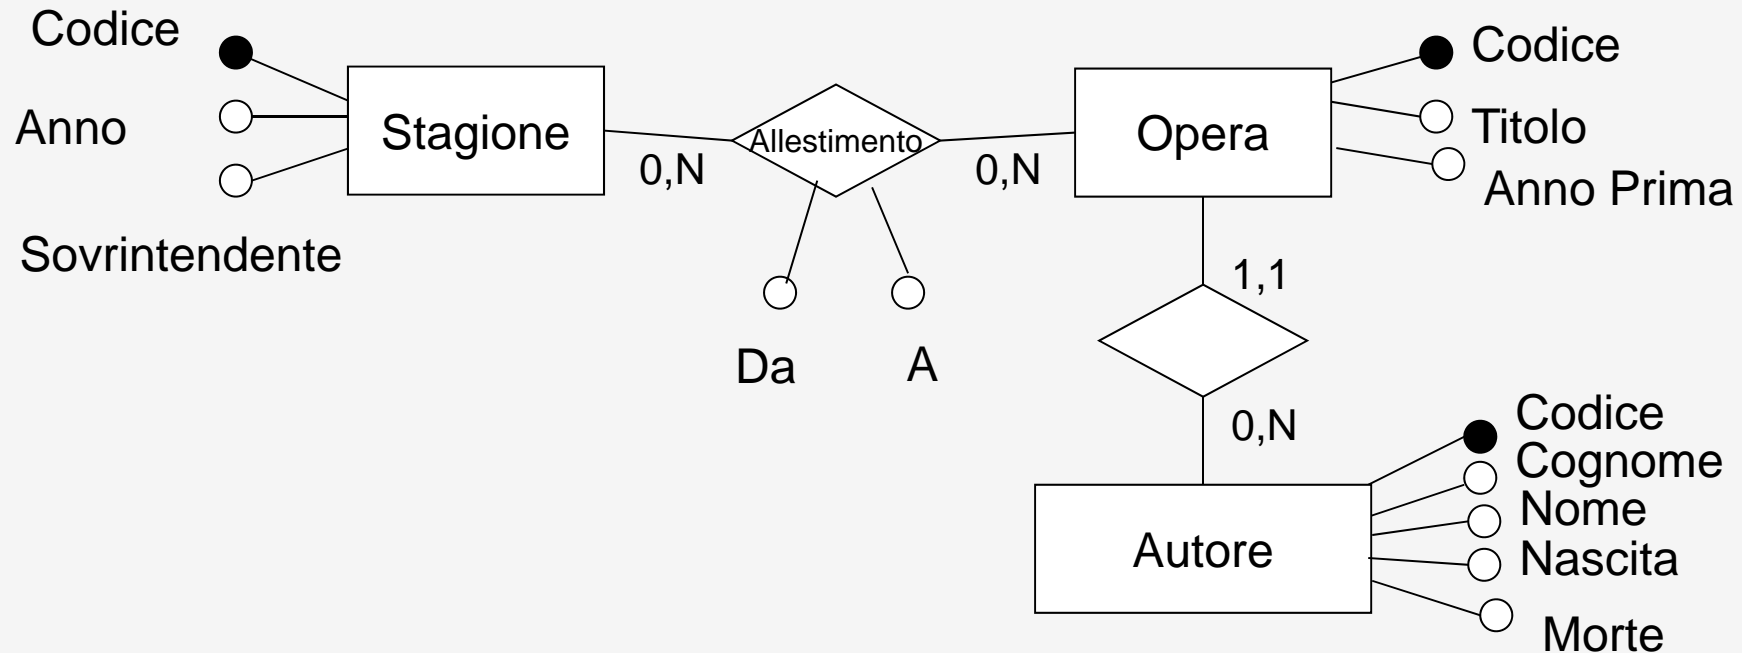 Codice
Anno
Sovrintendente
Stagione
0,N
Allestimento
0,N
Da
A
Opera
Codice
Titolo
Anno Prima
1,1
0,N
Autore
Codice
Cognome
Nome
Nascita
Morte